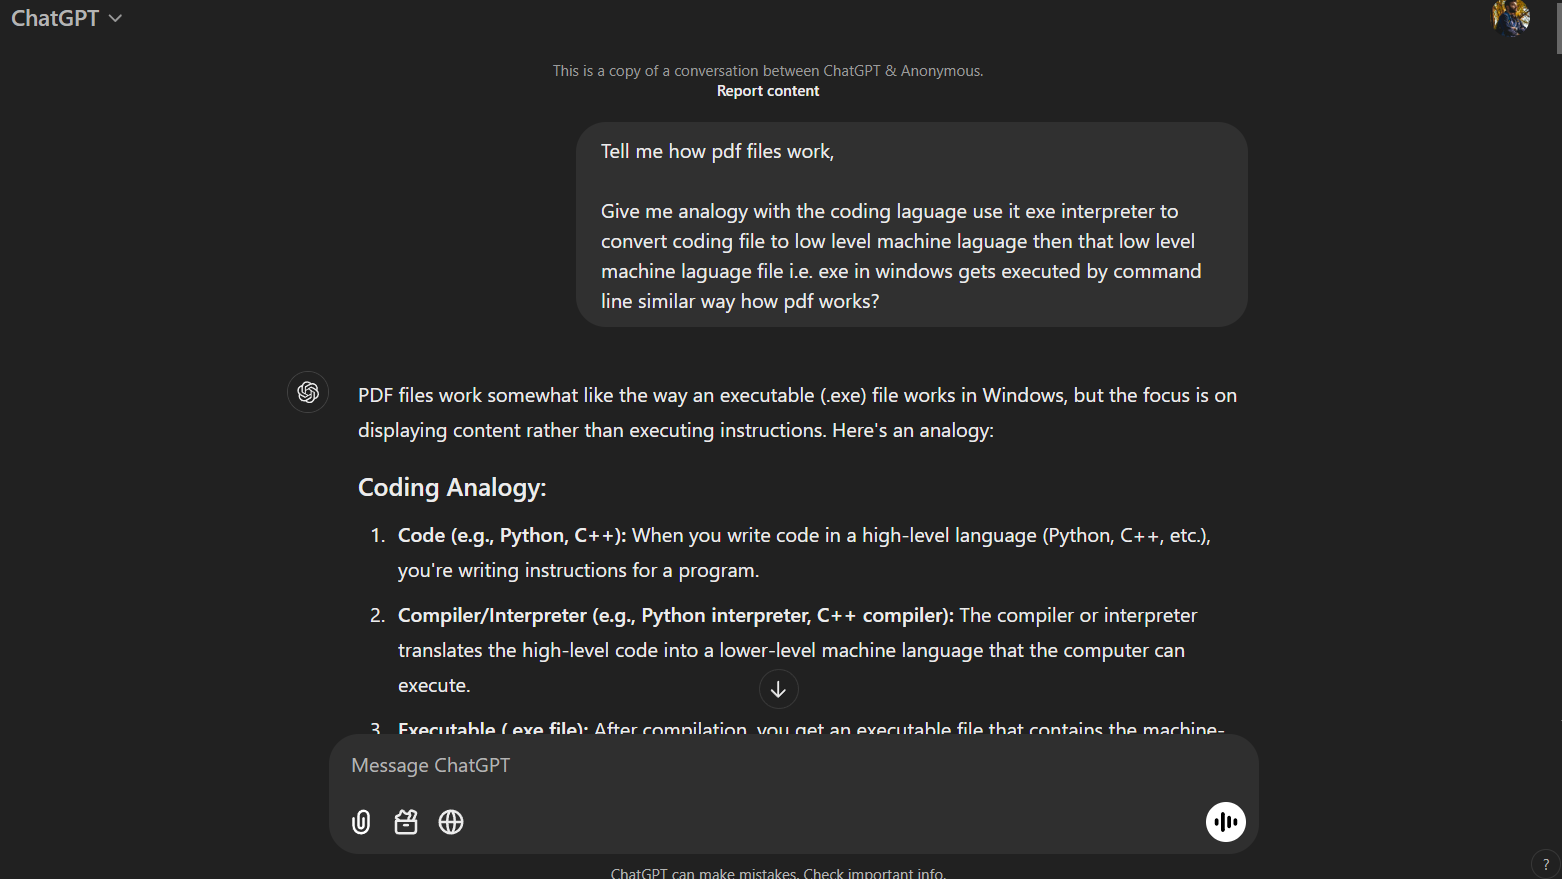 ChatGPT
This is a copy of a conversation between ChatGPT & Anonymous.
Report content
Tell me how pdf files work,
Give me analogy with the coding laguage use it exe interpreter to
convert coding file to low level machine laguage then that low level
machine laguage file i.e. exe in windows gets executed by command
line similar way how pdf works?
PDF files work somewhat like the way an executable (.exe) file works in Windows, but the focus is on
displaying content rather than executing instructions. Here's an analogy:
Coding Analogy:
1. Code (e.g., Python, C++): When you write code in a high-level language (Python, C++, etc.),
you're writing instructions for a program.
2. Compiler/Interpreter (e.g., Python interpreter, C++ compiler): The compiler or interpreter
translates the high-level code into a lower-level machine language that the computer can
execute.
3. Executable (.exe file): After compilation, you get an executable file that contains the machine-
Message ChatGPT
ChatGPT can make mistakes. Check important info.
?